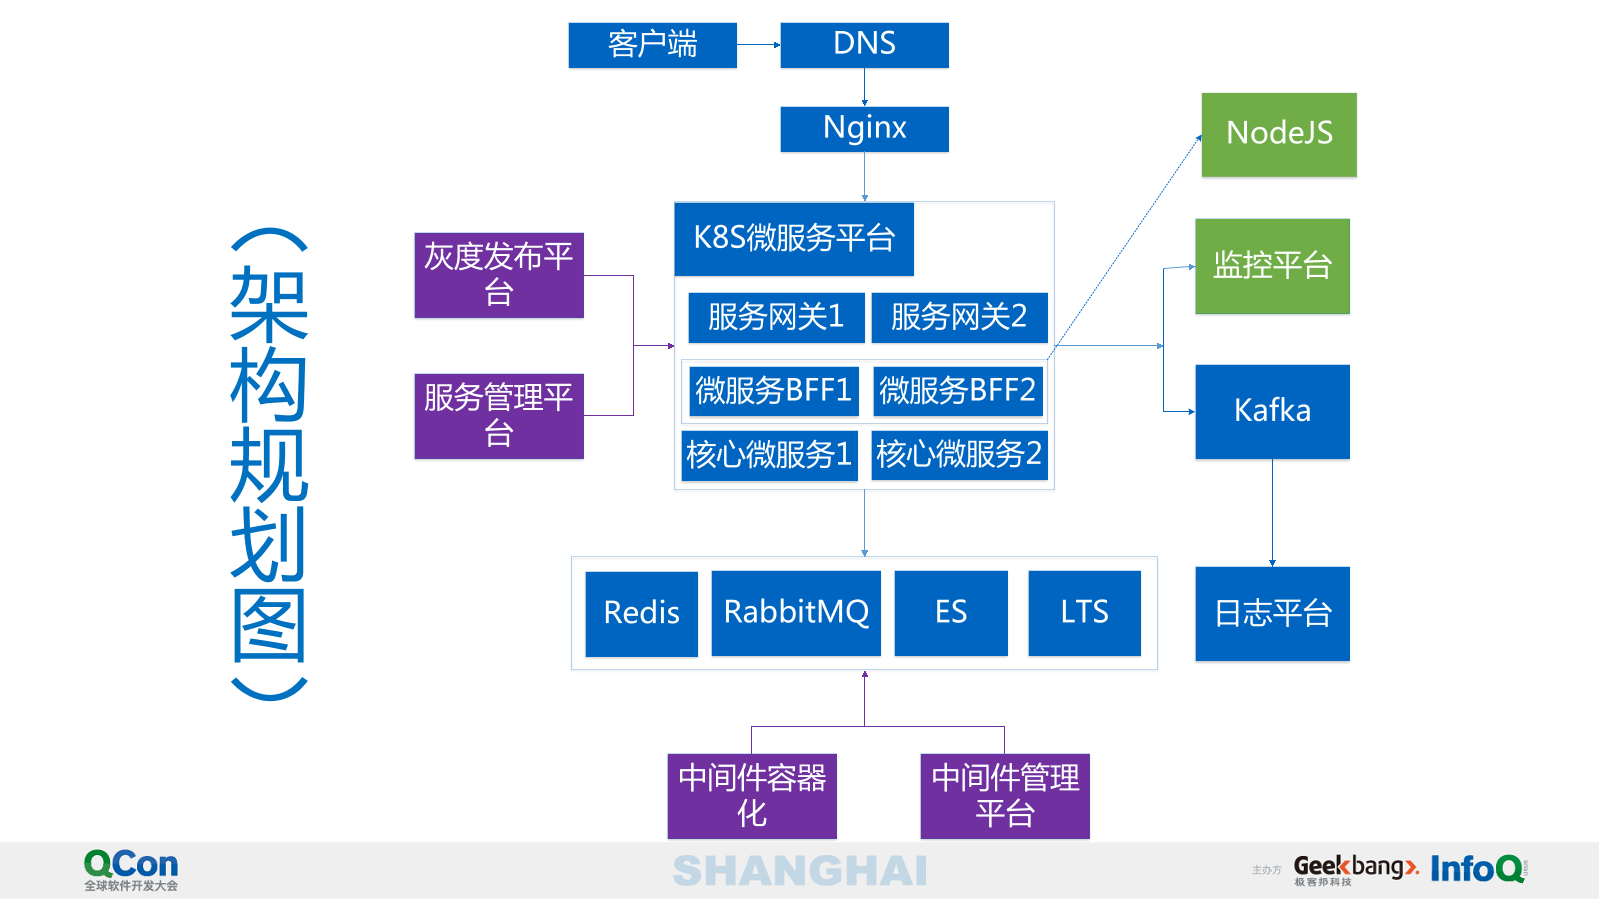 客户端
DNS
Nginx
NodeJS
（架构规划图）
K8S微服务平台
灰度发布平
台
监控平台
服务网关1
服务网关2
微服务BFF1
微服务BFF2
服务管理平
台
Kafka
核心微服务1
核心微服务2
Redis
RabbitMQ
ES
LTS
日志平台
中间件容器
化
中间件管理
平台
QCon
全球软件开发大会
SHANGHAI
主办方
Geekbang>.
极客邦科技
InfoQ